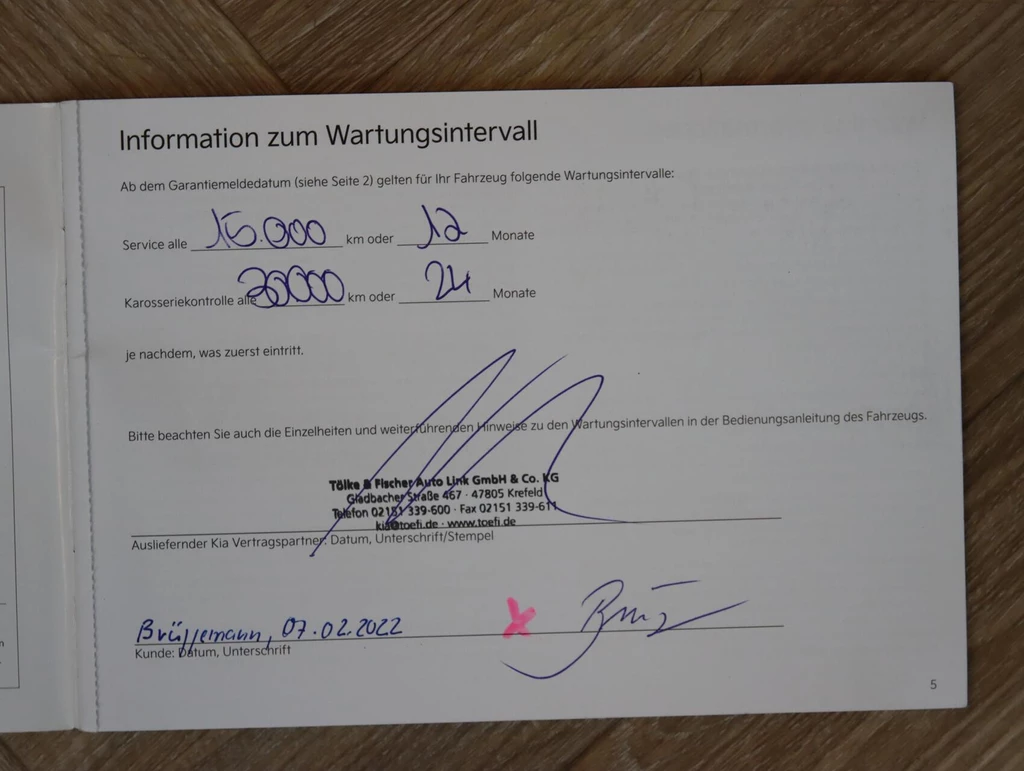 Information zum Wartungsintervall
Ab dem Garantiemeldedatum (siehe Seite 2) gelten für Ihr Fahrzeug folgende Wartungsintervalle:
Service alle 15.000 km oder 12 Monate
Karosseriekontrolle alle 30000 km oder 24 Monate
je nachdem, was zuerst eintritt.
Bitte beachten Sie auch die Einzelheiten und weiterführenden Hinweise zu den Wartungsintervallen in der Bedienungsanleitung des Fahrzeugs.
Tölke & Fischer Auto Link GmbH & Co. KG
Gladbacher Straße 467 · 47805 Krefeld
Telefon 02151 339-600 · Fax 02151 339-611
kia@toefi.de · www.toefi.de
Ausliefernder Kia Vertragspartner: Datum, Unterschrift/Stempel
Brüggemann, 07.02.2022 X
Kunde: Datum, Unterschrift
5